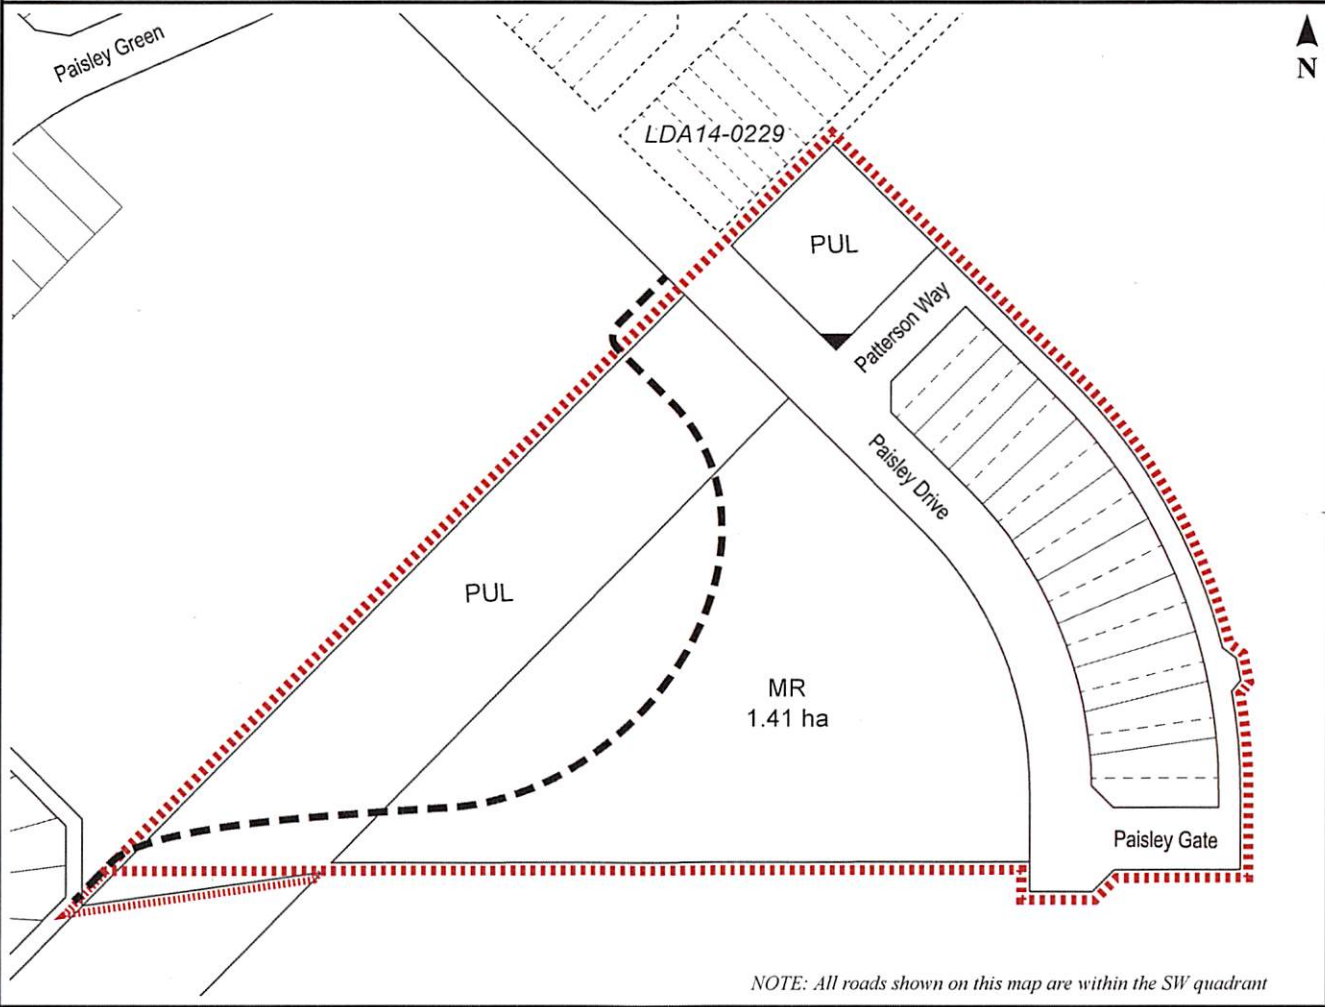 Paisley Green
N
LDA14-0229
PUL
Patterson Way
Paisley Drive
PUL
MR
1.41 ha
Paisley Gate
NOTE: All roads shown on this map are within the SW quadrant